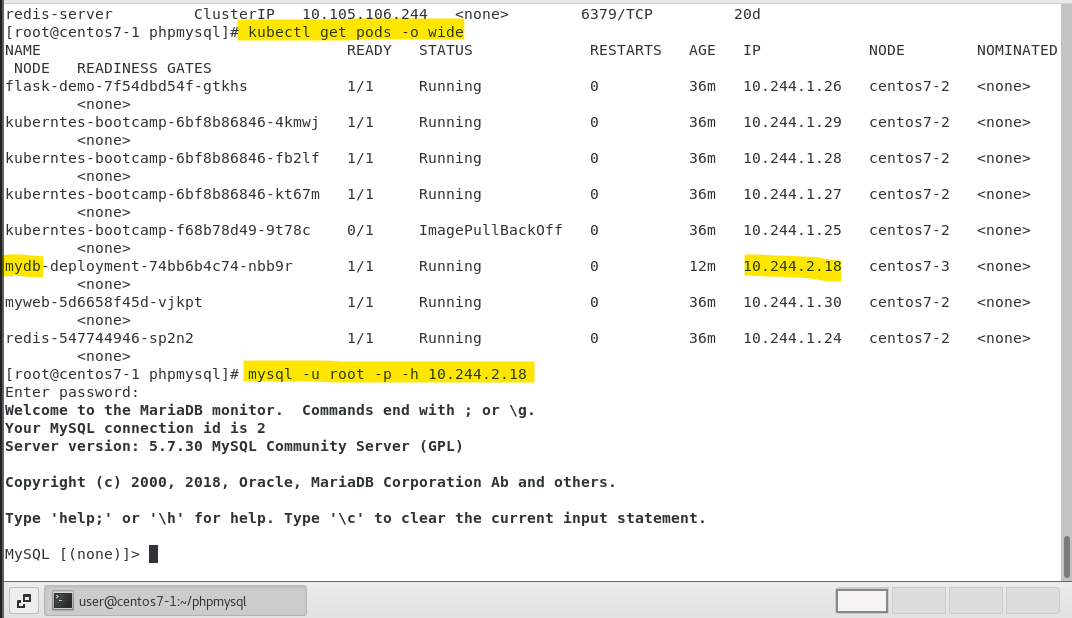 redis-server         ClusterIP   10.105.106.244   <none>        6379/TCP         20d
[root@centos7-1 phpmysql]# kubectl get pods -o wide
NAME                                  READY   STATUS             RESTARTS   AGE   IP            NODE        NOMINATED
 NODE   READINESS GATES
flask-demo-7f54dbd54f-gtkhs           1/1     Running            0          36m   10.244.1.26   centos7-2   <none>
        <none>
kuberntes-bootcamp-6bf8b86846-4kmwj   1/1     Running            0          36m   10.244.1.29   centos7-2   <none>
        <none>
kuberntes-bootcamp-6bf8b86846-fb2lf   1/1     Running            0          36m   10.244.1.28   centos7-2   <none>
        <none>
kuberntes-bootcamp-6bf8b86846-kt67m   1/1     Running            0          36m   10.244.1.27   centos7-2   <none>
        <none>
kuberntes-bootcamp-f68b78d49-9t78c    0/1     ImagePullBackOff   0          36m   10.244.1.25   centos7-2   <none>
        <none>
mydb-deployment-74bb6b4c74-nbb9r      1/1     Running            0          12m   10.244.2.18   centos7-3   <none>
        <none>
myweb-5d6658f45d-vjkpt                1/1     Running            0          36m   10.244.1.30   centos7-2   <none>
        <none>
redis-547744946-sp2n2                 1/1     Running            0          36m   10.244.1.24   centos7-2   <none>
        <none>
[root@centos7-1 phpmysql]# mysql -u root -p -h 10.244.2.18
Enter password:
Welcome to the MariaDB monitor.  Commands end with ; or \g.
Your MySQL connection id is 2
Server version: 5.7.30 MySQL Community Server (GPL)
Copyright (c) 2000, 2018, Oracle, MariaDB Corporation Ab and others.
Type 'help;' or '\h' for help. Type '\c' to clear the current input statement.
MySQL [(none)]>
user@centos7-1:~/phpmysql